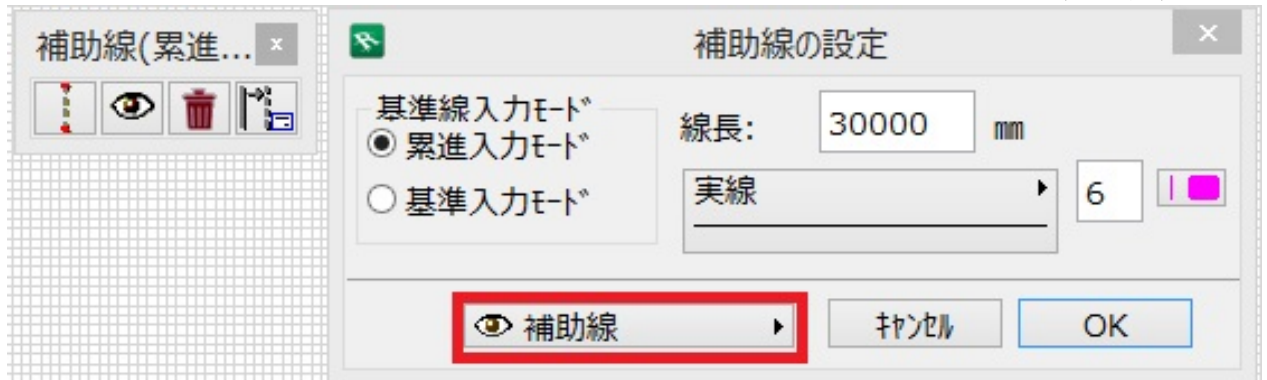 補助線(累進...
補助線の設定
基準線入力ﾓｰﾄﾞ
累進入力ﾓｰﾄﾞ
基準入力ﾓｰﾄﾞ
線長: 30000 mm
実線 6
補助線 ｷｬﾝｾﾙ OK